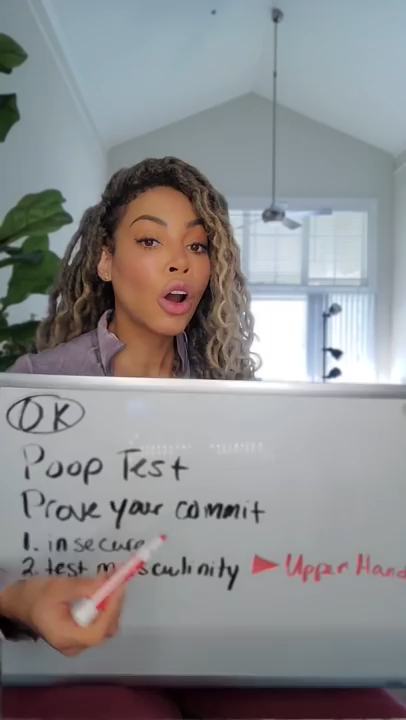 OK
Poop Test
Prove your commit
1. insecure
2. test masculinity ▶ Upper Hand